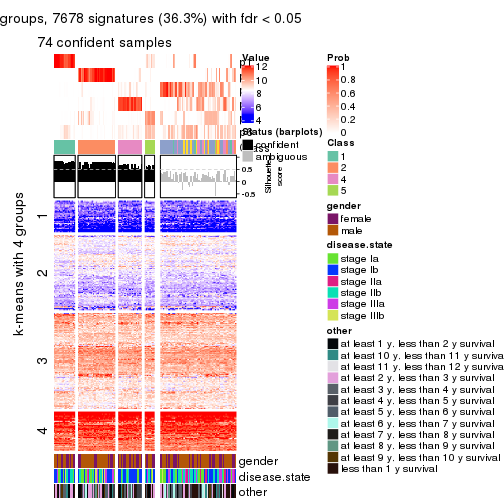 groups, 7678 signatures (36.3%) with fdr < 0.05
74 confident samples
Value
12
10
8
6
4
Status (barplots)
confident
ambiguous
Class
0.5
0
-0.5
Silhouette
score
k-means with 4 groups
1
2
3
4
gender
disease.state
other
Prob
1
0.8
0.6
0.4
0.2
0
Class
1
2
4
5
gender
female
male
disease.state
stage Ia
stage Ib
stage IIa
stage IIb
stage IIIa
stage IIIb
other
at least 1 y. less than 2 y survival
at least 10 y. less than 11 y surviva
at least 11 y. less than 12 y surviva
at least 2 y. less than 3 y survival
at least 3 y. less than 4 y survival
at least 4 y. less than 5 y survival
at least 5 y. less than 6 y survival
at least 6 y. less than 7 y survival
at least 7 y. less than 8 y survival
at least 8 y. less than 9 y survival
at least 9 y. less than 10 y survival
less than 1 y survival